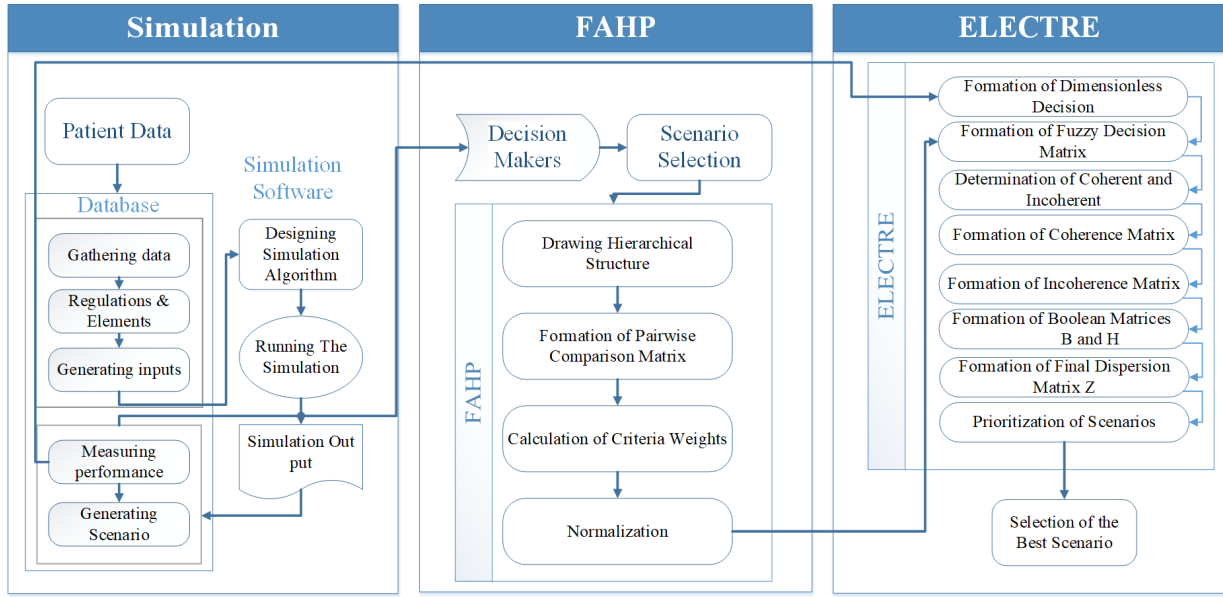 Simulation
FAHP
ELECTRE
Patient Data
Database
Gathering data
Regulations &
Elements
Generating inputs
Measuring
performance
Generating
Scenario
Simulation
Software
Designing
Simulation
Algorithm
Running The
Simulation
Simulation Out
put
Decision
Makers
Scenario
Selection
FAHP
Drawing Hierarchical
Structure
Formation of Pairwise
Comparison Matrix
Calculation of Criteria Weights
Normalization
ELECTRE
Formation of Dimensionless
Decision
Formation of Fuzzy Decision
Matrix
Determination of Coherent and
Incoherent
Formation of Coherence Matrix
Formation of Incoherence Matrix
Formation of Boolean Matrices
B and H
Formation of Final Dispersion
Matrix Z
Prioritization of Scenarios
Selection of the
Best Scenario